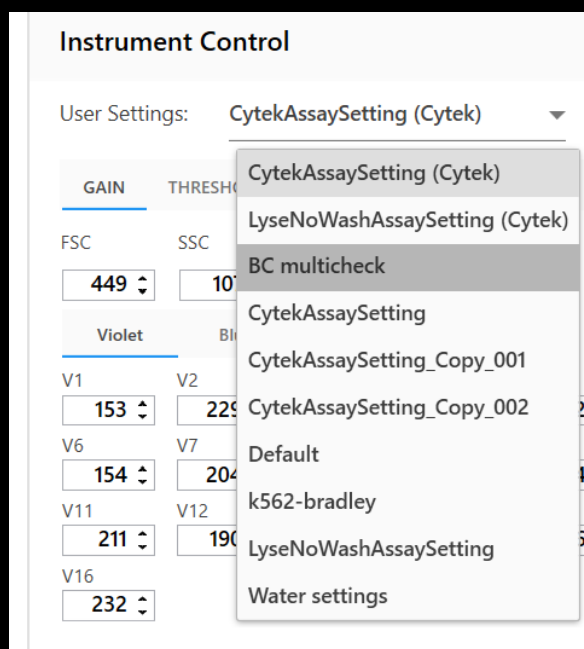 Instrument Control
User Settings: CytekAssaySetting (Cytek)
CytekAssaySetting (Cytek)
LyseNoWashAssaySetting (Cytek)
BC multicheck
CytekAssaySetting
CytekAssaySetting_Copy_001
CytekAssaySetting_Copy_002
Default
k562-bradley
LyseNoWashAssaySetting
Water settings
GAIN
FSC SSC
449
Violet
V1 V2
153 229
V6 V7
154 204
V11 V12
211 190
V16
232